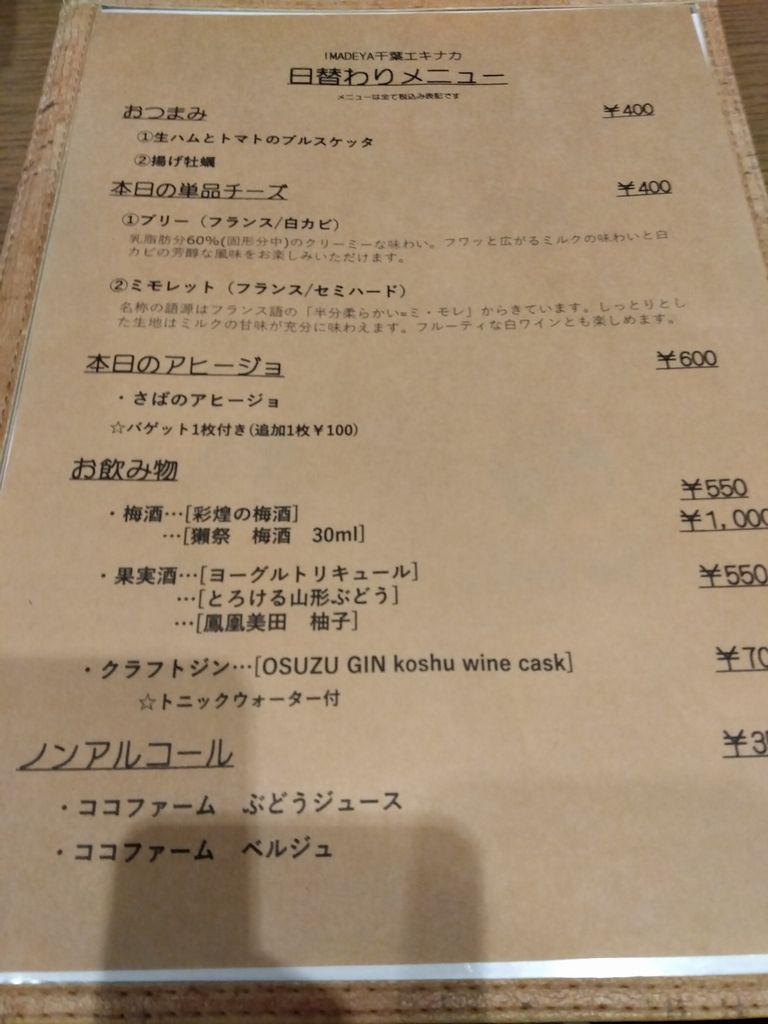 IMADEYA千葉エキナカ
日替わりメニュー
メニューは全て税込み表記です
おつまみ ￥400
①生ハムとトマトのブルスケッタ
②揚げ牡蠣
本日の単品チーズ ￥400
①ブリー（フランス/白カビ）
乳脂肪分60%(固形分中)のクリーミーな味わい。フワッと広がるミルクの味わいと白
カビの芳醇な風味をお楽しみいただけます。
②ミモレット（フランス/セミハード）
名称の語源はフランス語の「半分柔らかい=ミ・モレ」からきています。しっとりとし
た生地はミルクの甘味が充分に味わえます。フルーティな白ワインとも楽しめます。
本日のアヒージョ ￥600
・さばのアヒージョ
☆バゲット1枚付き(追加1枚￥100)
お飲み物
・梅酒…[彩煌の梅酒] ￥550
…[獺祭　梅酒　30ml] ￥1,000
・果実酒…[ヨーグルトリキュール] ￥550
…[とろける山形ぶどう]
…[鳳凰美田　柚子]
・クラフトジン…[OSUZU GIN koshu wine cask] ￥70
☆トニックウォーター付
ノンアルコール ￥3
・ココファーム　ぶどうジュース
・ココファーム　ベルジュ